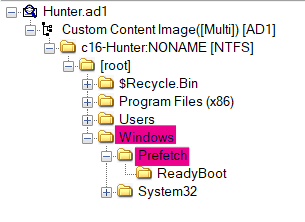 Hunter.ad1
Custom Content Image([Multi]) [AD1]
c16-Hunter:NONAME [NTFS]
[root]
$Recycle.Bin
Program Files (x86)
Users
Windows
Prefetch
ReadyBoot
System32